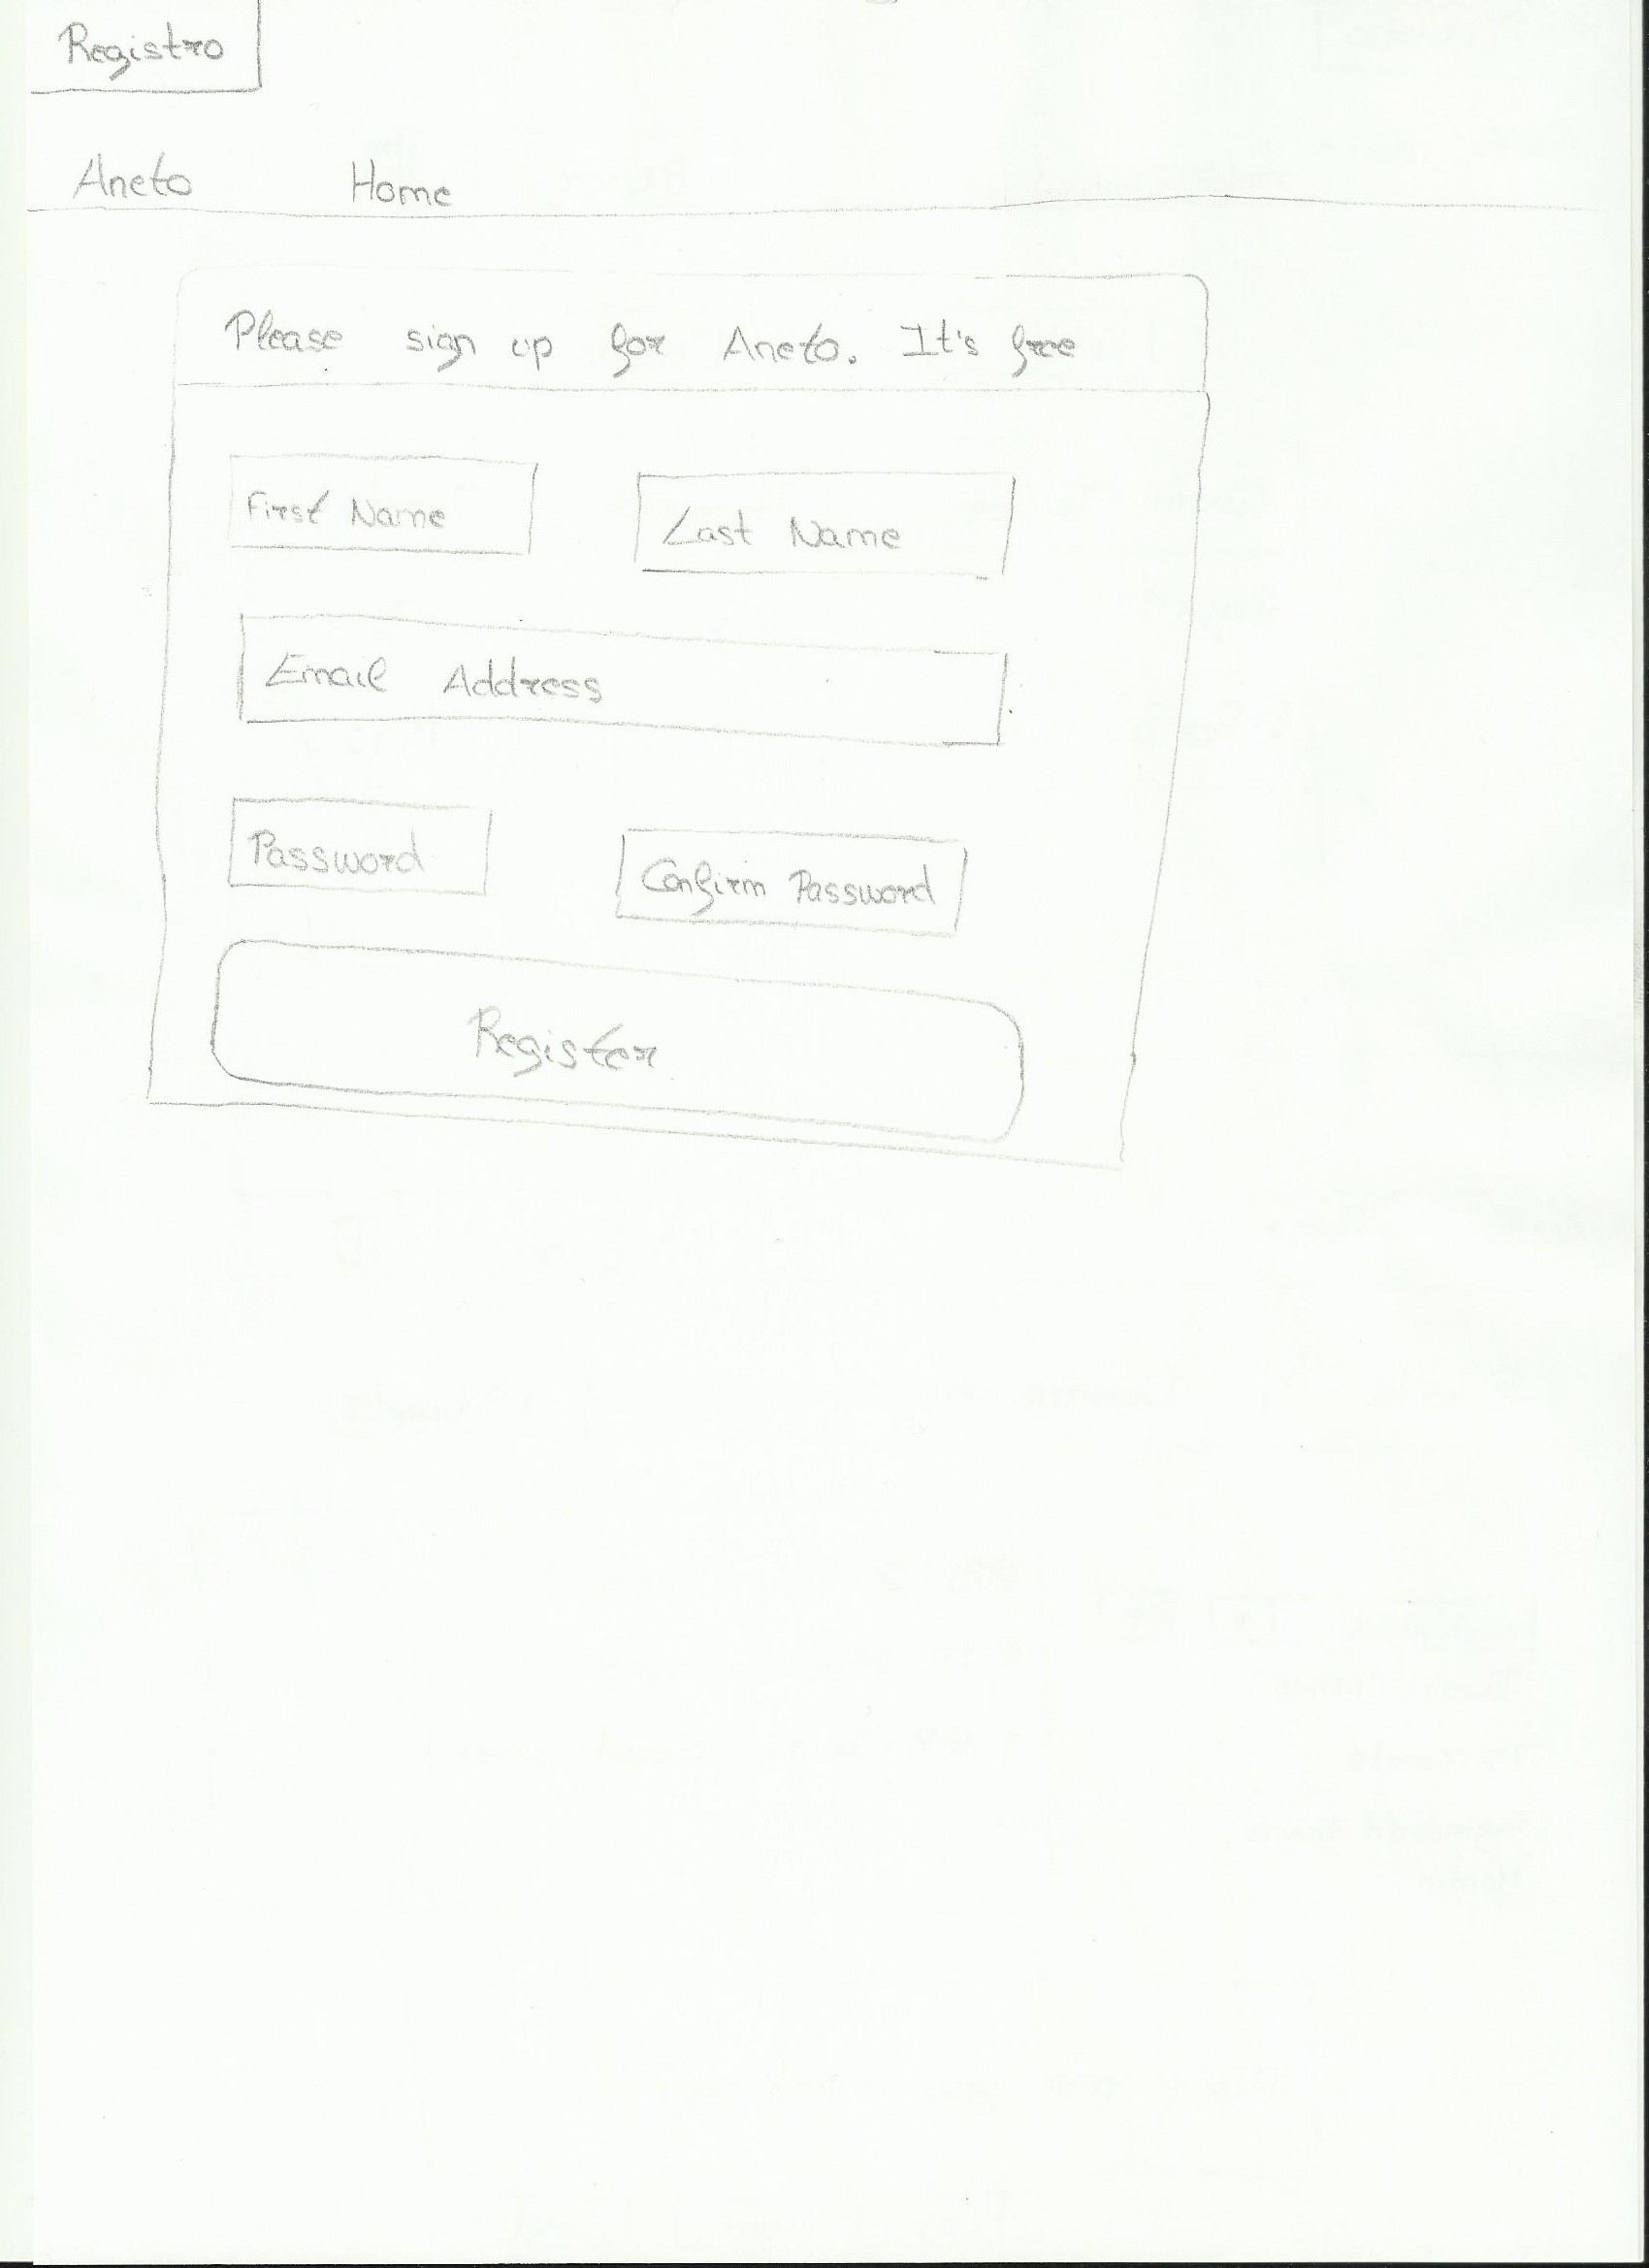 Registro
Aneto Home
Please sign up for Aneto. It's free
First Name Last Name
Email Address
Password Confirm Password
Register